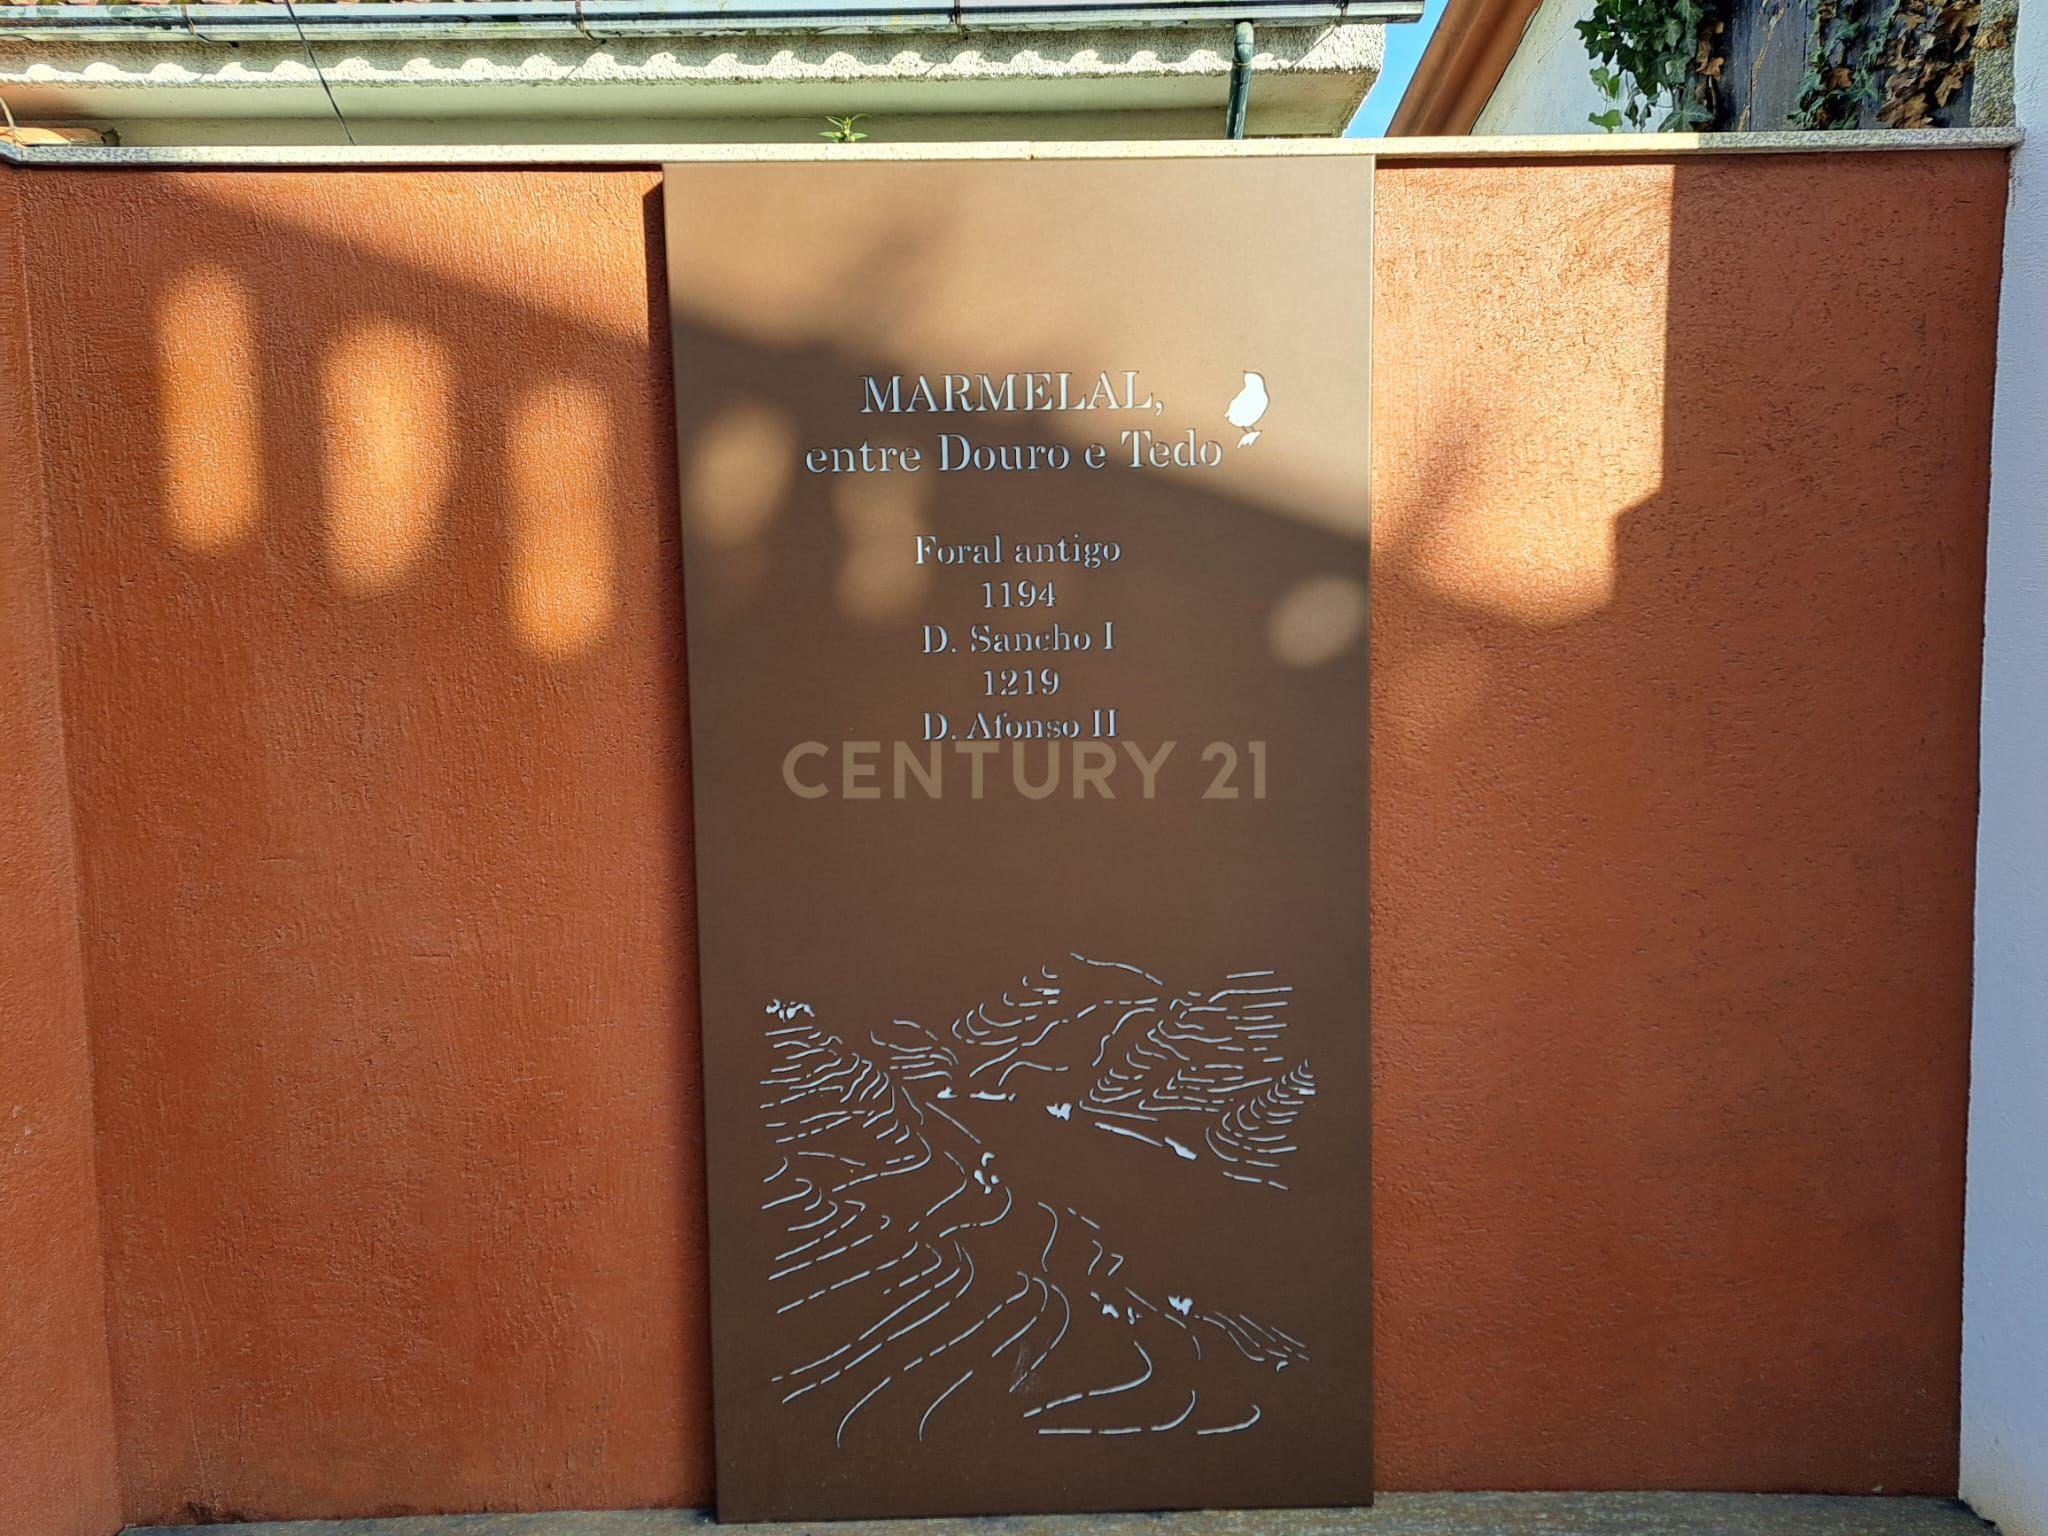 MARMELAL,
entre Douro e Tedo
Foral antigo
1194
D. Sancho I
1219
D. Afonso II
CENTURY 21